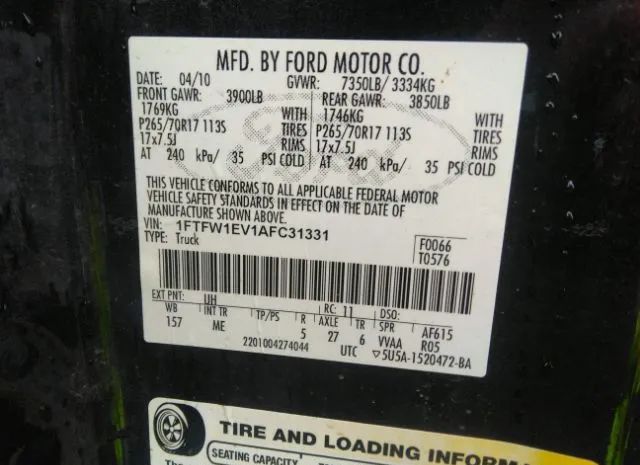 MFD. BY FORD MOTOR CO.
DATE: 04/10 GVWR: 7350LB/ 3334KG
FRONT GAWR: 3900LB REAR GAWR: 3850LB
1769KG WITH 1746KG WITH
P265/70R17 113S TIRES P265/70R17 113S TIRES
17x7.5J RIMS 17x7.5J RIMS
AT 240 kPa/ 35 PSI COLD AT 240 kPa/ 35 PSI COLD
THIS VEHICLE CONFORMS TO ALL APPLICABLE FEDERAL MOTOR
VEHICLE SAFETY STANDARDS IN EFFECT ON THE DATE OF
MANUFACTURE SHOWN ABOVE.
VIN: 1FTFW1EV1AFC31331 F0066
TYPE: Truck T0576
EXT PNT: UH RC: 11 DSO:
WB INT TR TP/PS R AXLE TR SPR AF615
157 ME 5 27 6 VVAA R05
2201004274044 UTC ▽5U5A-1520472-BA
TIRE AND LOADING INFORM
SEATING CAPACITY